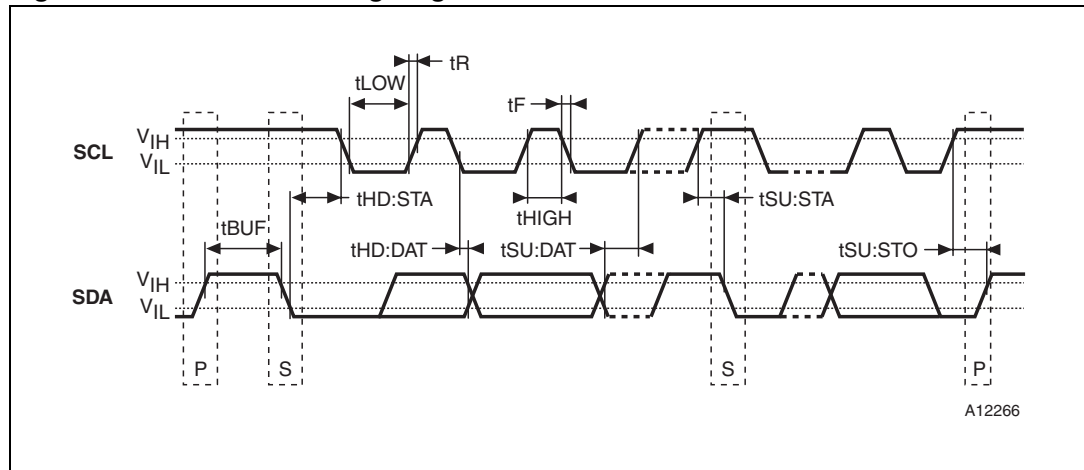 tR
tLOW
tF
VIH
SCL
VIL
tHD:STA
tSU:STA
tBUF
tHIGH
tHD:DAT
tSU:DAT
tSU:STO
VIH
SDA
VIL
P
S
S
P
A12266